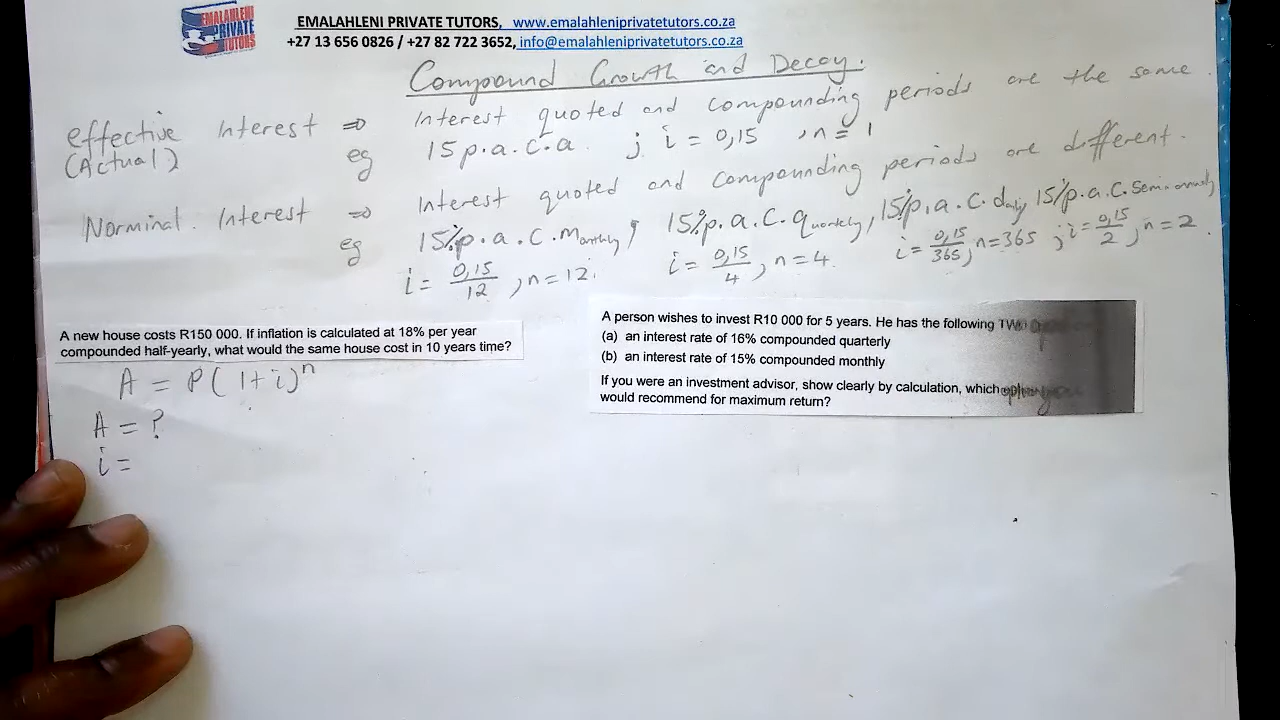 EMALAHLENI PRIVATE TUTORS
EMALAHLENI PRIVATE TUTORS, www.emalahleniprivatetutors.co.za
+27 13 656 0826 / +27 82 722 3652, info@emalahleniprivatetutors.co.za
Compound Growth and Decay.
effective Interest ⇒ Interest quoted and compounding periods are the same.
(Actual) eg 15 p.a.c.a. ; i = 0,15 , n = 1
Norminal. Interest ⇒ Interest quoted and compounding periods are different.
eg 15% p.a.C.Monthly, 15% p.a.C.quartely, 15% p.a.C.daily 15% p.a.C.Semi-annually
i = 0,15/12 , n = 12. i = 0,15/4 , n = 4. i = 0,15/365, n = 365 ; i = 0,15/2 , n = 2.
A new house costs R150 000. If inflation is calculated at 18% per year
compounded half-yearly, what would the same house cost in 10 years time?
A = P(1+i)^n
A = ?
i =
A person wishes to invest R10 000 for 5 years. He has the following TWO
(a) an interest rate of 16% compounded quarterly
(b) an interest rate of 15% compounded monthly
If you were an investment advisor, show clearly by calculation, which
would recommend for maximum return?